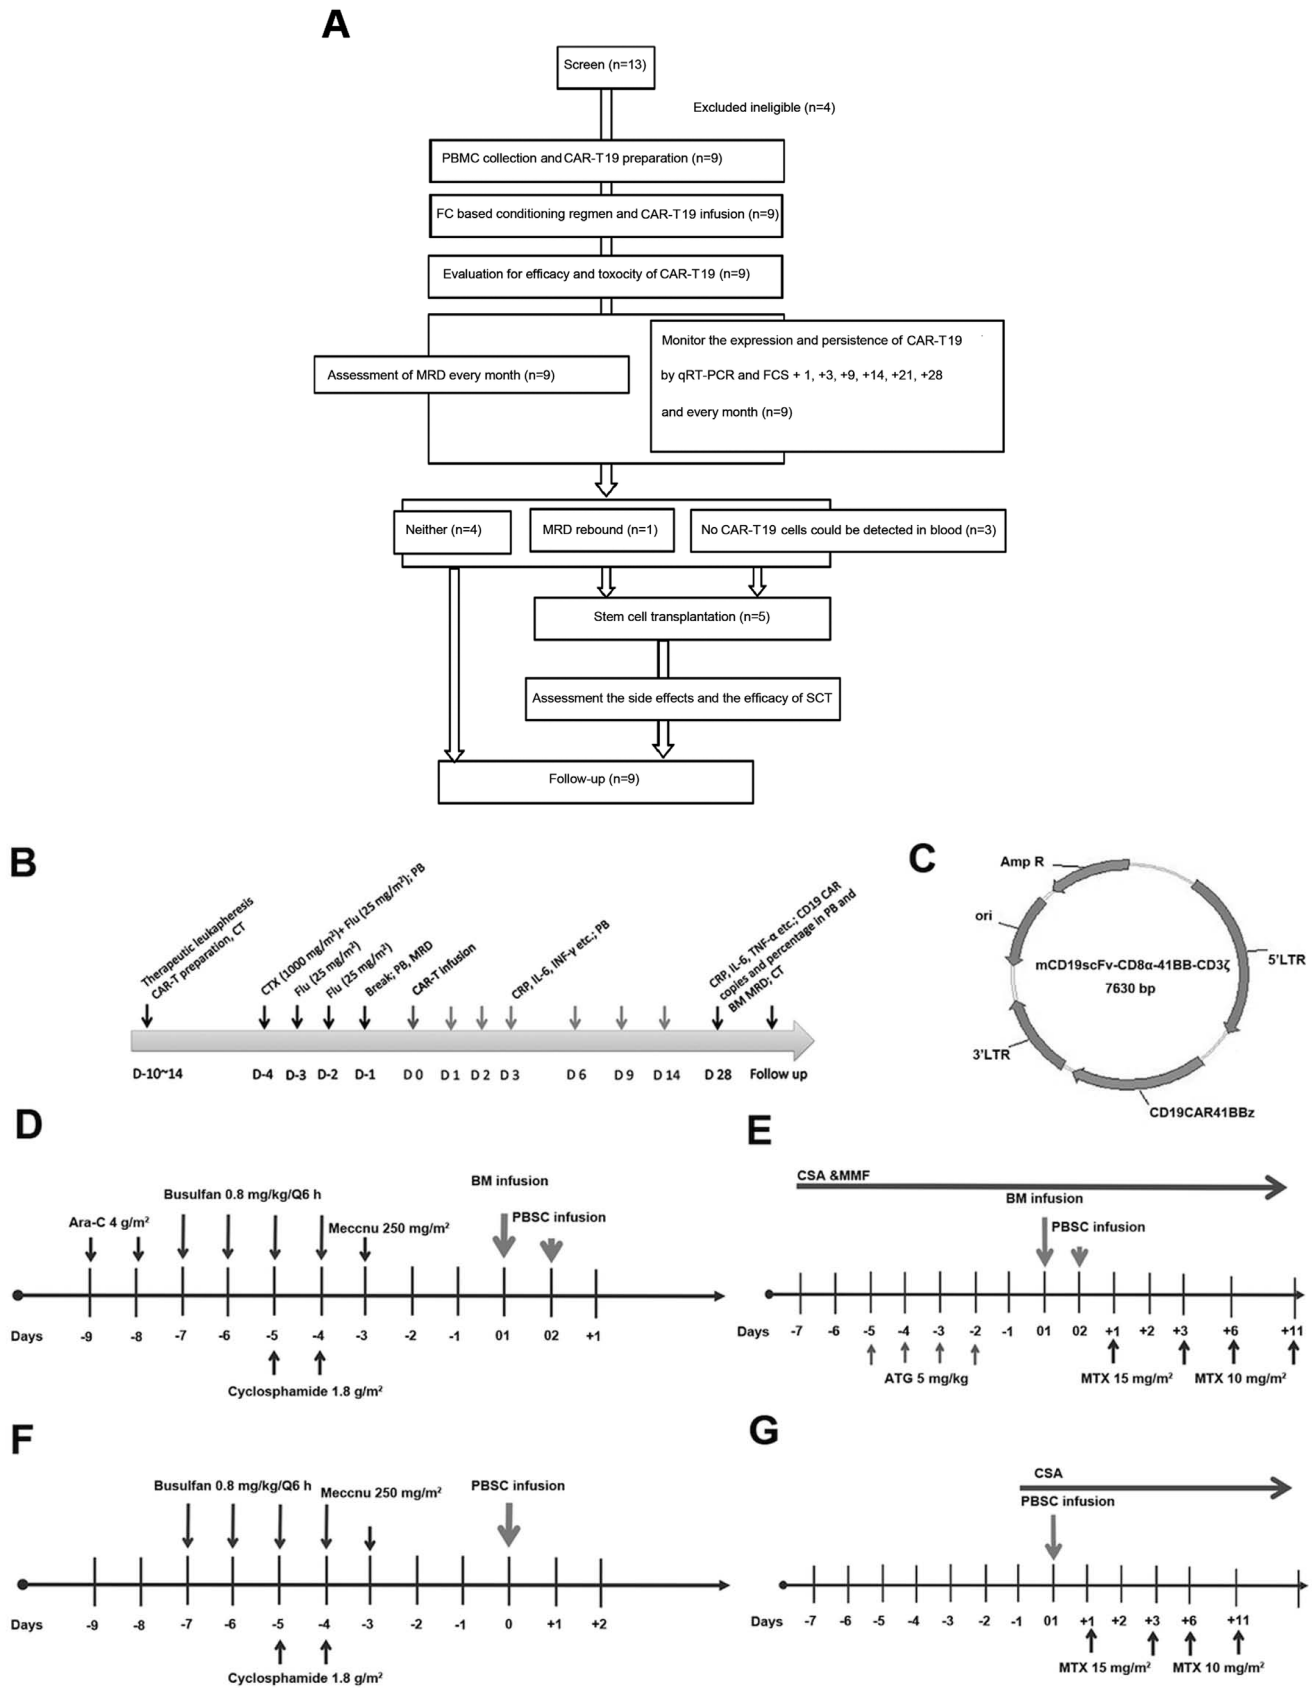 A
Screen (n=13)
Excluded ineligible (n=4)
PBMC collection and CAR-T19 preparation (n=9)
FC based conditioning regmen and CAR-T19 infusion (n=9)
Evaluation for efficacy and toxocity of CAR-T19 (n=9)
Assessment of MRD every month (n=9)
Monitor the expression and persistence of CAR-T19
by qRT-PCR and FCS + 1, +3, +9, +14, +21, +28
and every month (n=9)
Neither (n=4)
MRD rebound (n=1)
No CAR-T19 cells could be detected in blood (n=3)
Stem cell transplantation (n=5)
Assessment the side effects and the efficacy of SCT
Follow-up (n=9)
B
Therapeutic leukapheresis
CAR-T preparation, CT
CTX (1000 mg/m²)+ Flu (25 mg/m²); PB
Flu (25 mg/m²)
Flu (25 mg/m²)
Break; PB, MRD
CAR-T infusion
CRP, IL-6, INF-γ etc.; PB
CRP, IL-6, TNF-α etc.; CD19 CAR
copies and percentage in PB and
BM MRD; CT
D-10~14 D-4 D-3 D-2 D-1 D 0 D 1 D 2 D 3 D 6 D 9 D 14 D 28 Follow up
C
Amp R
ori
5'LTR
mCD19scFv-CD8α-41BB-CD3ζ
7630 bp
3'LTR
CD19CAR41BBz
D
BM infusion
Busulfan 0.8 mg/kg/Q6 h
PBSC infusion
Ara-C 4 g/m²
Meccnu 250 mg/m²
Days -9 -8 -7 -6 -5 -4 -3 -2 -1 01 02 +1
Cyclosphamide 1.8 g/m²
E
CSA &MMF
BM infusion
PBSC infusion
Days -7 -6 -5 -4 -3 -2 -1 01 02 +1 +2 +3 +6 +11
ATG 5 mg/kg
MTX 15 mg/m²
MTX 10 mg/m²
F
Busulfan 0.8 mg/kg/Q6 h
Meccnu 250 mg/m²
PBSC infusion
Days -9 -8 -7 -6 -5 -4 -3 -2 -1 0 +1 +2
Cyclosphamide 1.8 g/m²
G
CSA
PBSC infusion
Days -7 -6 -5 -4 -3 -2 -1 01 +1 +2 +3 +6 +11
MTX 15 mg/m²
MTX 10 mg/m²